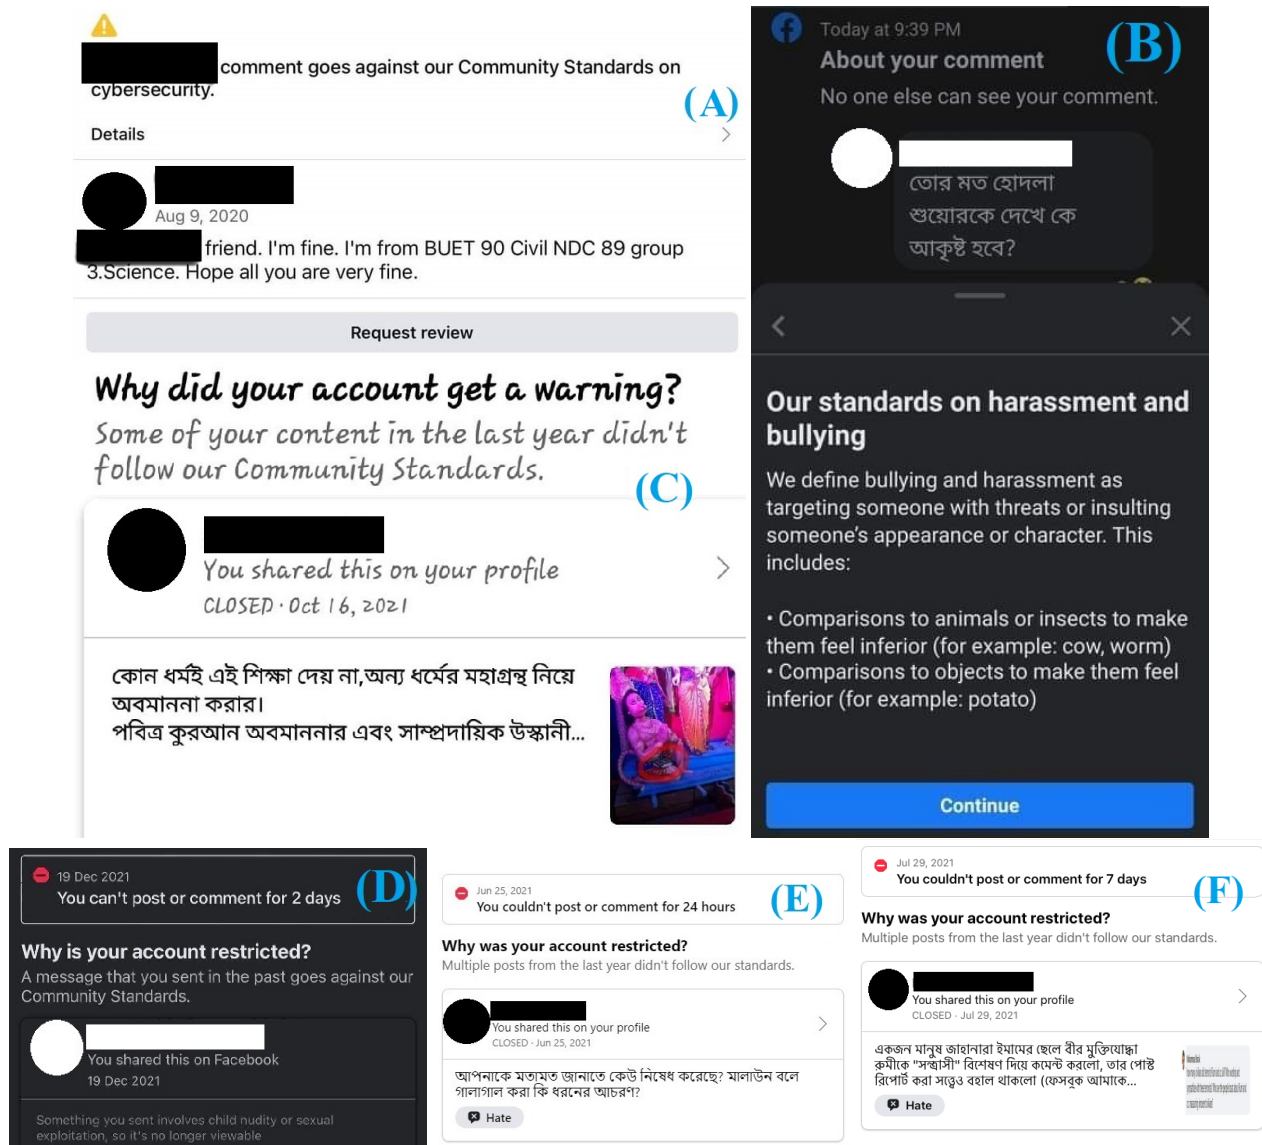 comment goes against our Community Standards on
cybersecurity.
(A)
Details
Aug 9, 2020
friend. I'm fine. I'm from BUET 90 Civil NDC 89 group
3.Science. Hope all you are very fine.
Request review
Why did your account get a warning?
Some of your content in the last year didn't
follow our Community Standards.
(C)
You shared this on your profile
CLOSED · Oct 16, 2021
কোন ধর্মই এই শিক্ষা দেয় না,অন্য ধর্মের মহাগ্রন্থ নিয়ে
অবমাননা করার।
পবিত্র কুরআন অবমাননার এবং সাম্প্রদায়িক উস্কানী...
Today at 9:39 PM
(B)
About your comment
No one else can see your comment.
তোর মত হোদলা
শুয়োরকে দেখে কে
আকৃষ্ট হবে?
Our standards on harassment and
bullying
We define bullying and harassment as
targeting someone with threats or insulting
someone's appearance or character. This
includes:
• Comparisons to animals or insects to make
them feel inferior (for example: cow, worm)
• Comparisons to objects to make them feel
inferior (for example: potato)
Continue
19 Dec 2021
You can't post or comment for 2 days
(D)
Why is your account restricted?
A message that you sent in the past goes against our
Community Standards.
You shared this on Facebook
19 Dec 2021
Something you sent involves child nudity or sexual
exploitation, so it's no longer viewable
Jun 25, 2021
You couldn't post or comment for 24 hours
(E)
Why was your account restricted?
Multiple posts from the last year didn't follow our standards.
You shared this on your profile
CLOSED · Jun 25, 2021
আপনাকে মতামত জানাতে কেউ নিষেধ করেছে? মালাউন বলে
গালাগাল করা কি ধরনের আচরণ?
Hate
Jul 29, 2021
You couldn't post or comment for 7 days
(F)
Why was your account restricted?
Multiple posts from the last year didn't follow our standards.
You shared this on your profile
CLOSED · Jul 29, 2021
একজন মানুষ জাহানারা ইমামের ছেলে বীর মুক্তিযোদ্ধা
রুমীকে "সন্ত্রাসী" বিশেষণ দিয়ে কমেন্ট করলো, তার পোস্ট
রিপোর্ট করা সত্ত্বেও বহাল থাকলো (ফেসবুক আমাকে...
Hate